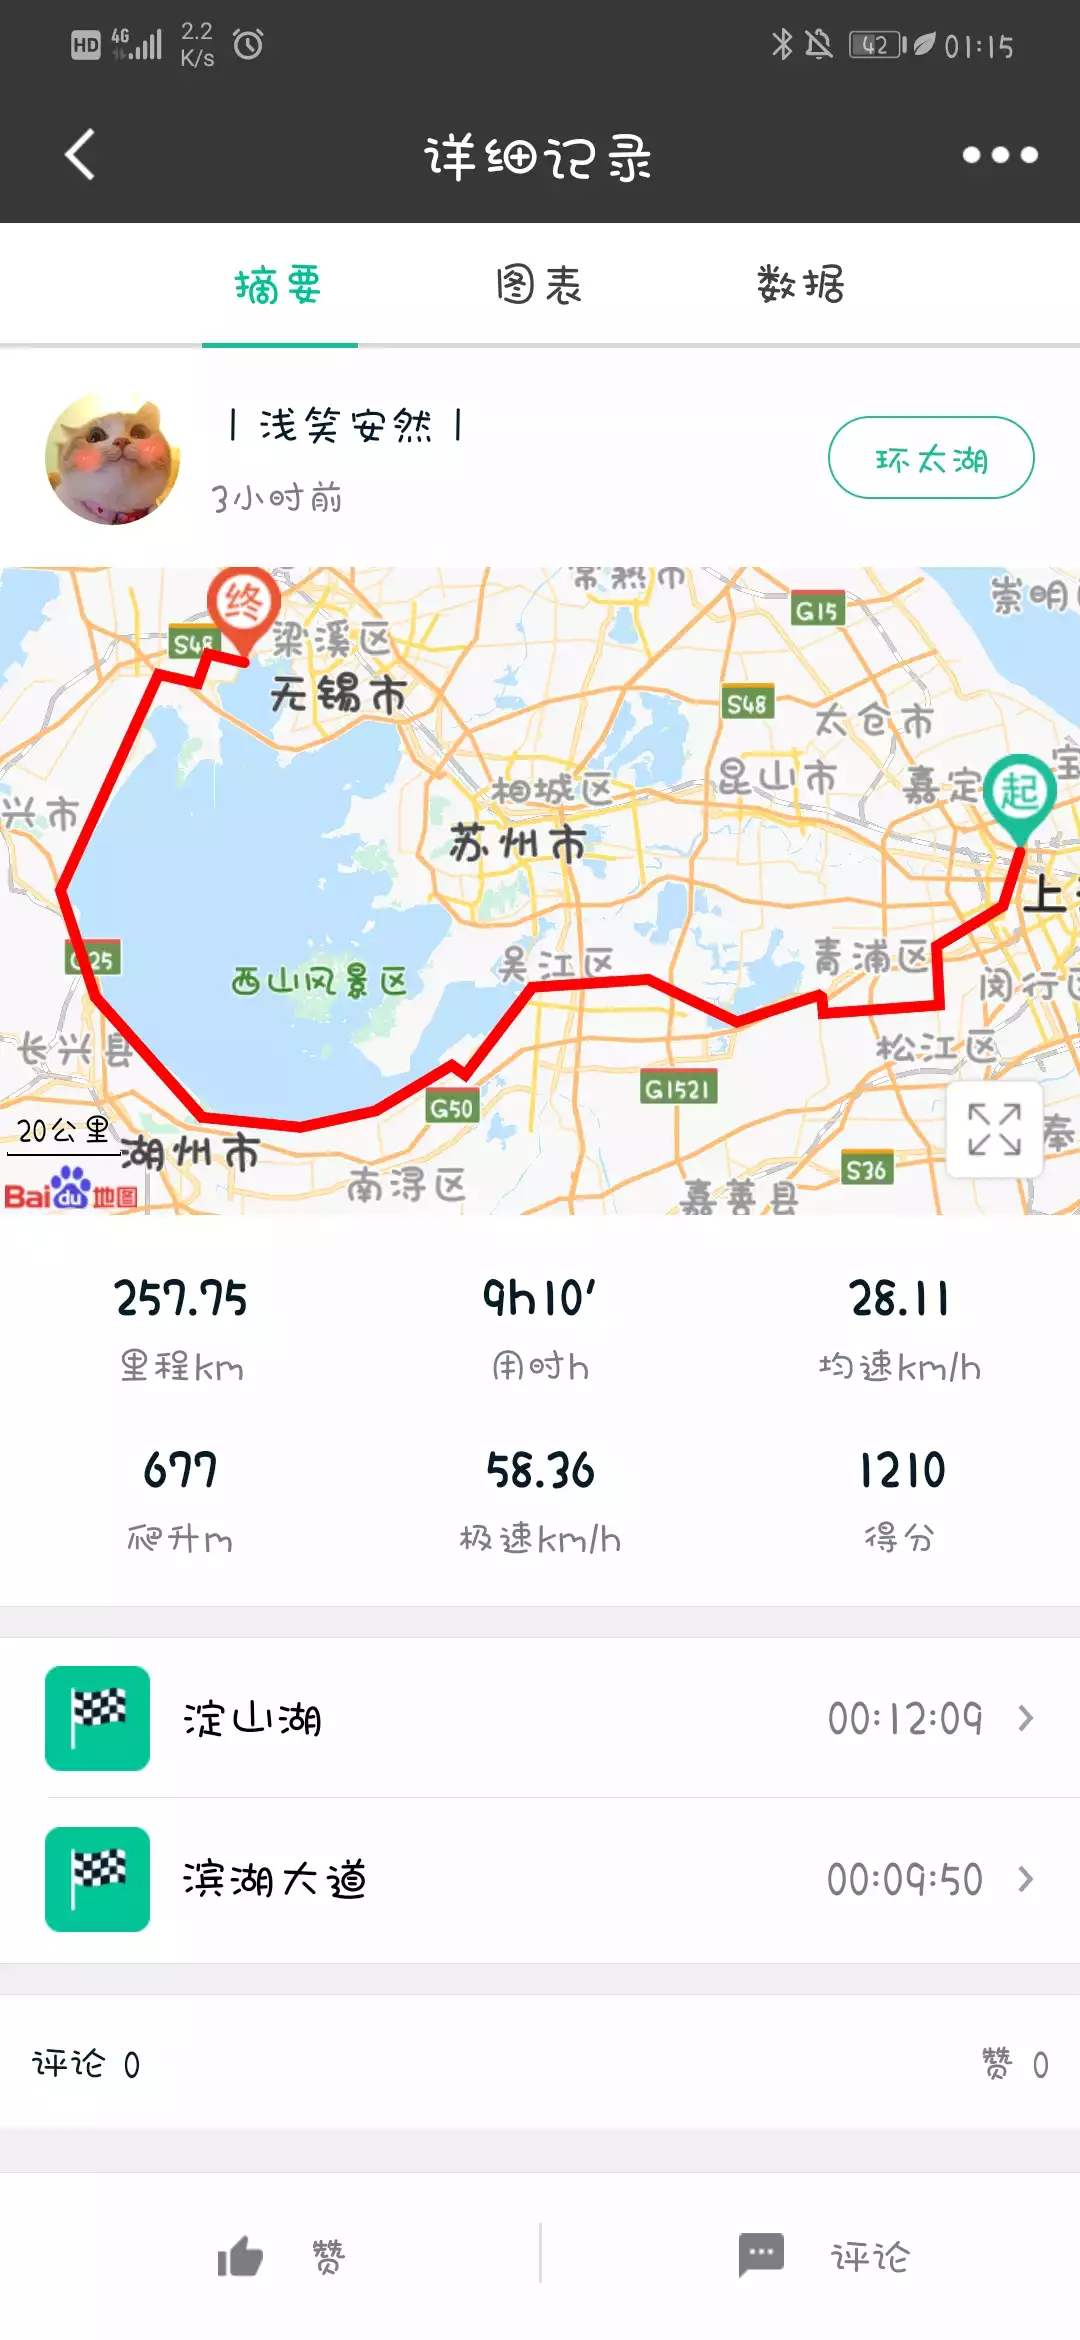 HD 4G 2.2 K/s 42 01:15
详细记录
摘要 图表 数据
丨浅笑安然丨
3小时前
环太湖
常熟市
崇明
G15
终
S48
梁溪区
无锡市
S48
太仓市
昆山市
嘉定
起
相城区
兴市
苏州市
上
G25
西山风景区
吴江区
青浦区
闵行区
长兴县
松江区
G1521
G50
20公里
湖州市
S36
奉
Bai du 地图
南浔区
嘉善县
257.75 9h10' 28.11
里程km 用时h 均速km/h
677 58.36 1210
爬升m 极速km/h 得分
淀山湖 00:12:09
滨湖大道 00:09:50
评论 0 赞 0
赞 评论